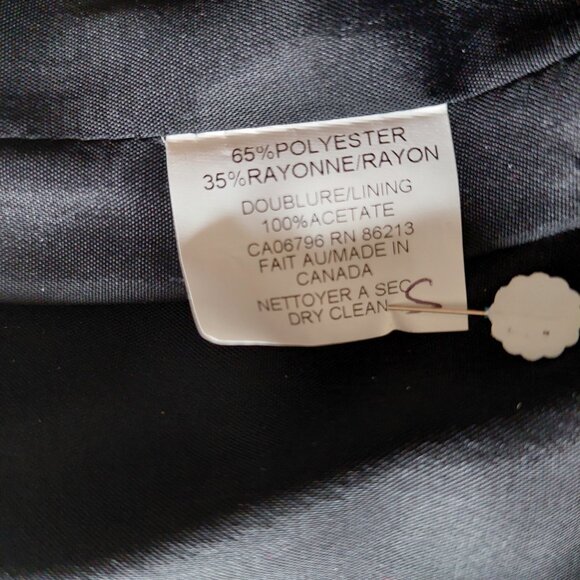 65%POLYESTER
35%RAYONNE/RAYON
DOUBLURE/LINING
100%ACETATE
CA06796 RN 86213
FAIT AU/MADE IN
CANADA
NETTOYER A SEC
DRY CLEAN
S